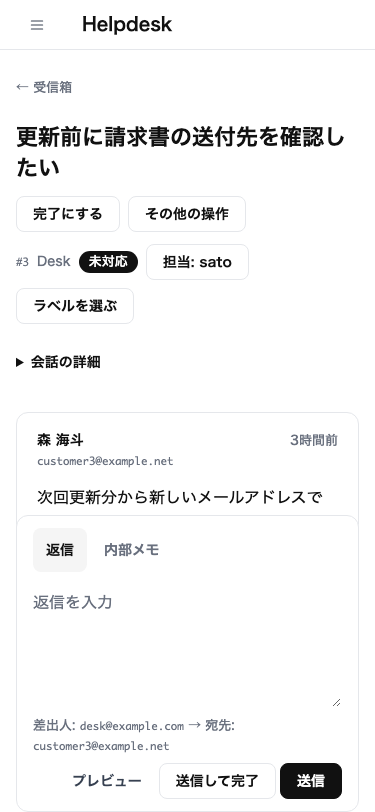 Helpdesk
← 受信箱
更新前に請求書の送付先を確認し
たい
完了にする その他の操作
#3 Desk 未対応 担当: sato
ラベルを選ぶ
▶ 会話の詳細
森 海斗 3時間前
customer3@example.net
次回更新分から新しいメールアドレスで
返信 内部メモ
返信を入力
差出人: desk@example.com → 宛先:
customer3@example.net
プレビュー 送信して完了 送信